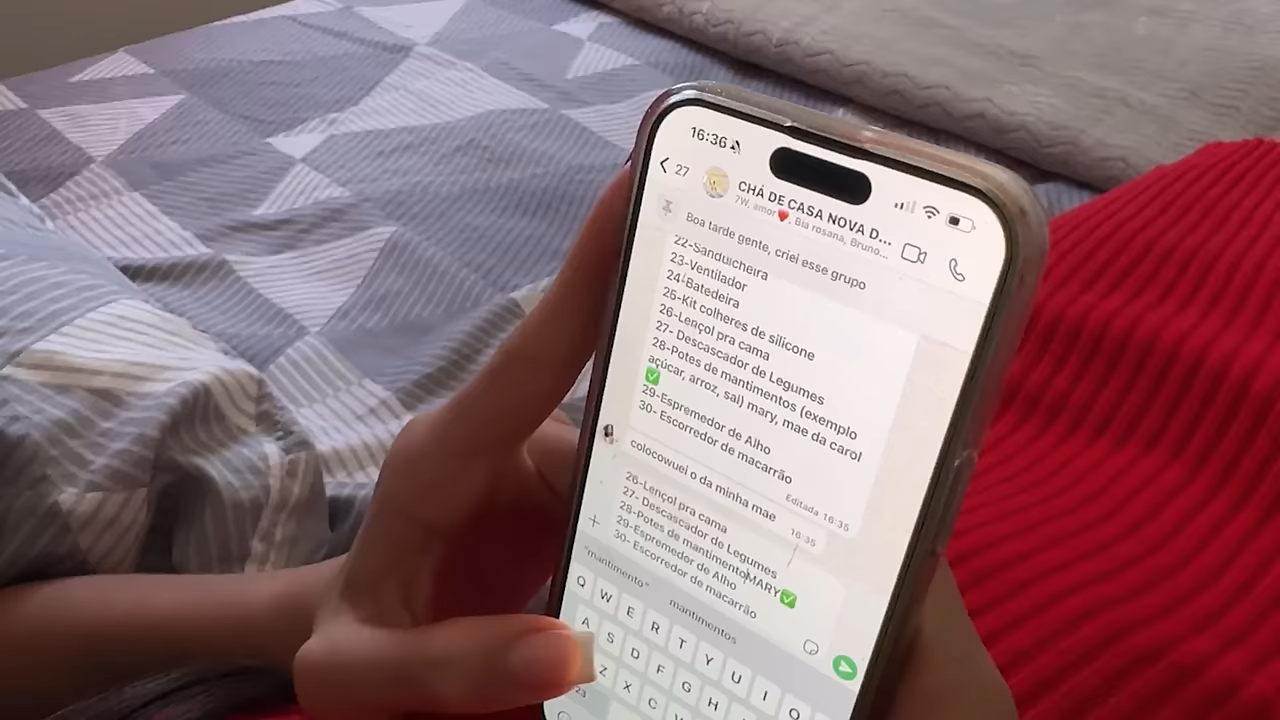 16:36
27
CHÁ DE CASA NOVA D...
?W, amor❤️, Bia rosana, Bruno...
Boa tarde gente, criei esse grupo
22-Sanduicheira
23-Ventilador
24-Batedeira
25-Kit colheres de silicone
26-Lençol pra cama
27- Descascador de Legumes
28-Potes de mantimentos (exemplo
açúcar, arroz, sal) mary, mae da carol
✅
29-Espremedor de Alho
30- Escorredor de macarrão
Editada 16:35
colocowuei o da minha mae
16:35
26-Lençol pra cama
27- Descascador de Legumes
28-Potes de mantimentoMARY✅
29-Espremeder de Alho
30- Escorredor de macarrão
"mantimento"
mantimentos
Q W E R T Y U I O
A S D F G H
Z X C